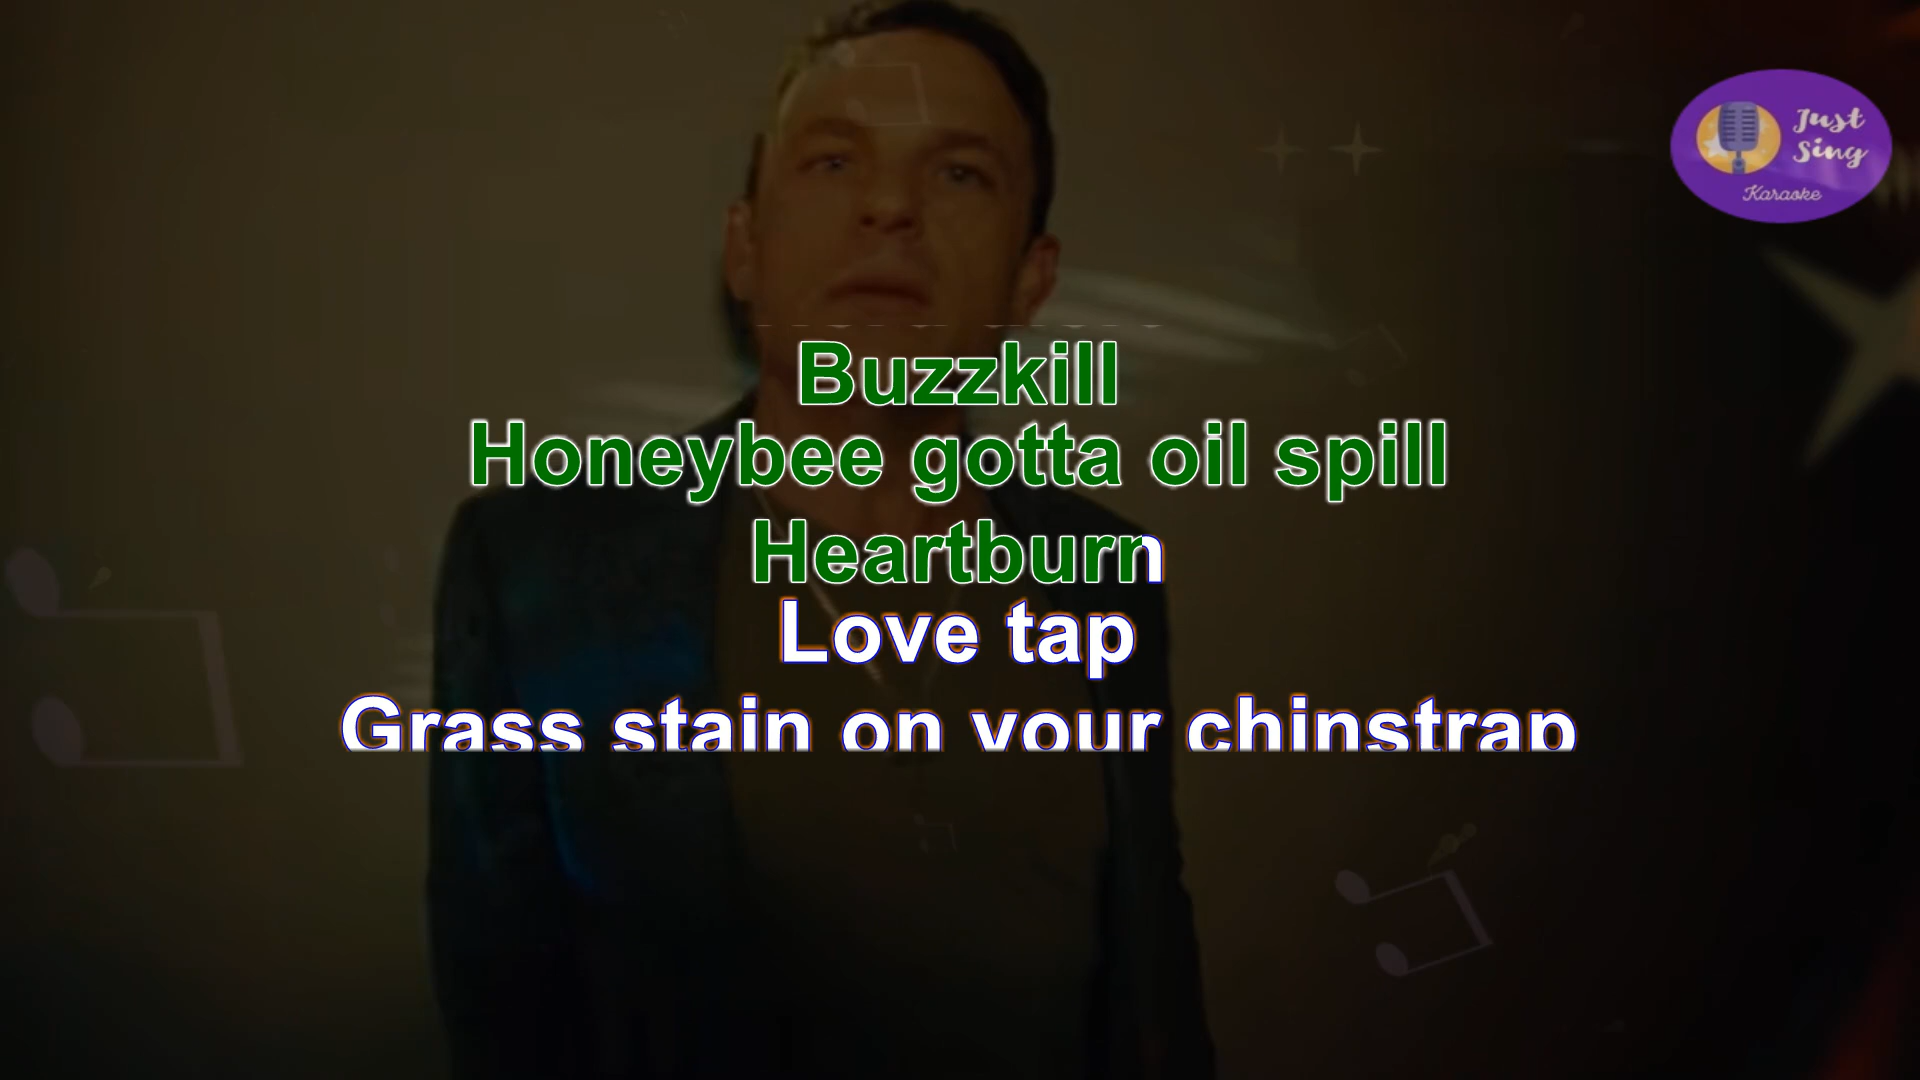 Just
Sing
Karaoke
Buzzkill
Honeybee gotta oil spill
Heartburn
Love tap
Grass stain on your chinstrap